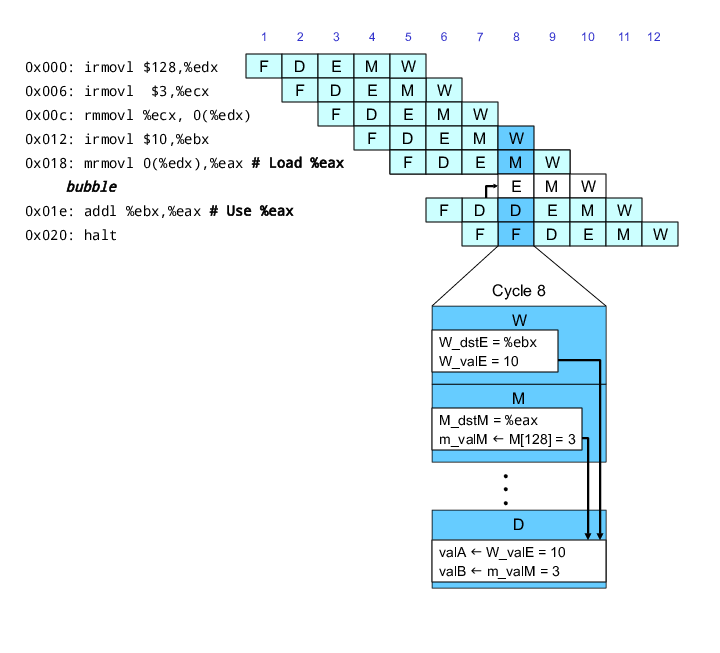 1 2 3 4 5 6 7 8 9 10 11 12
0x000: irmovl $128,%edx F D E M W
0x006: irmovl $3,%ecx F D E M W
0x00c: rmmovl %ecx, 0(%edx) F D E M W
0x012: irmovl $10,%ebx F D E M W
0x018: mrmovl 0(%edx),%eax # Load %eax F D E M W
bubble E M W
0x01e: addl %ebx,%eax # Use %eax F D D E M W
0x020: halt F F D E M W
Cycle 8
W
W_dstE = %ebx
W_valE = 10
M
M_dstM = %eax
m_valM ← M[128] = 3
D
valA ← W_valE = 10
valB ← m_valM = 3